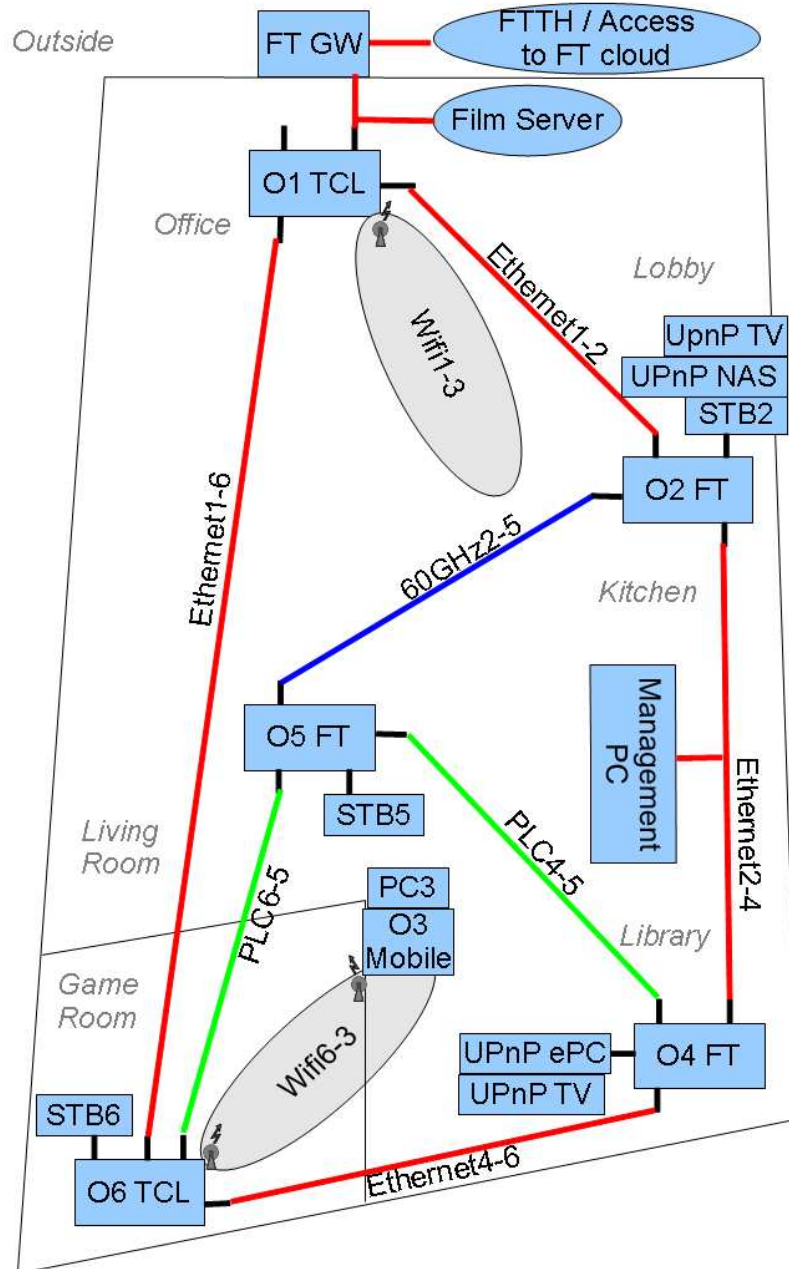 Outside
FT GW
FTTH / Access
to FT cloud
Film Server
O1 TCL
Office
Ethernet1-2
Lobby
Wifi1-3
UpnP TV
UPnP NAS
STB2
O2 FT
Ethernet1-6
60GHz2-5
Kitchen
Management
PC
O5 FT
STB5
Ethernet2-4
PLC4-5
Living
Room
PLC6-5
PC3
O3
Mobile
Library
Game
Room
Wifi6-3
UPnP ePC
UPnP TV
O4 FT
STB6
O6 TCL
Ethernet4-6